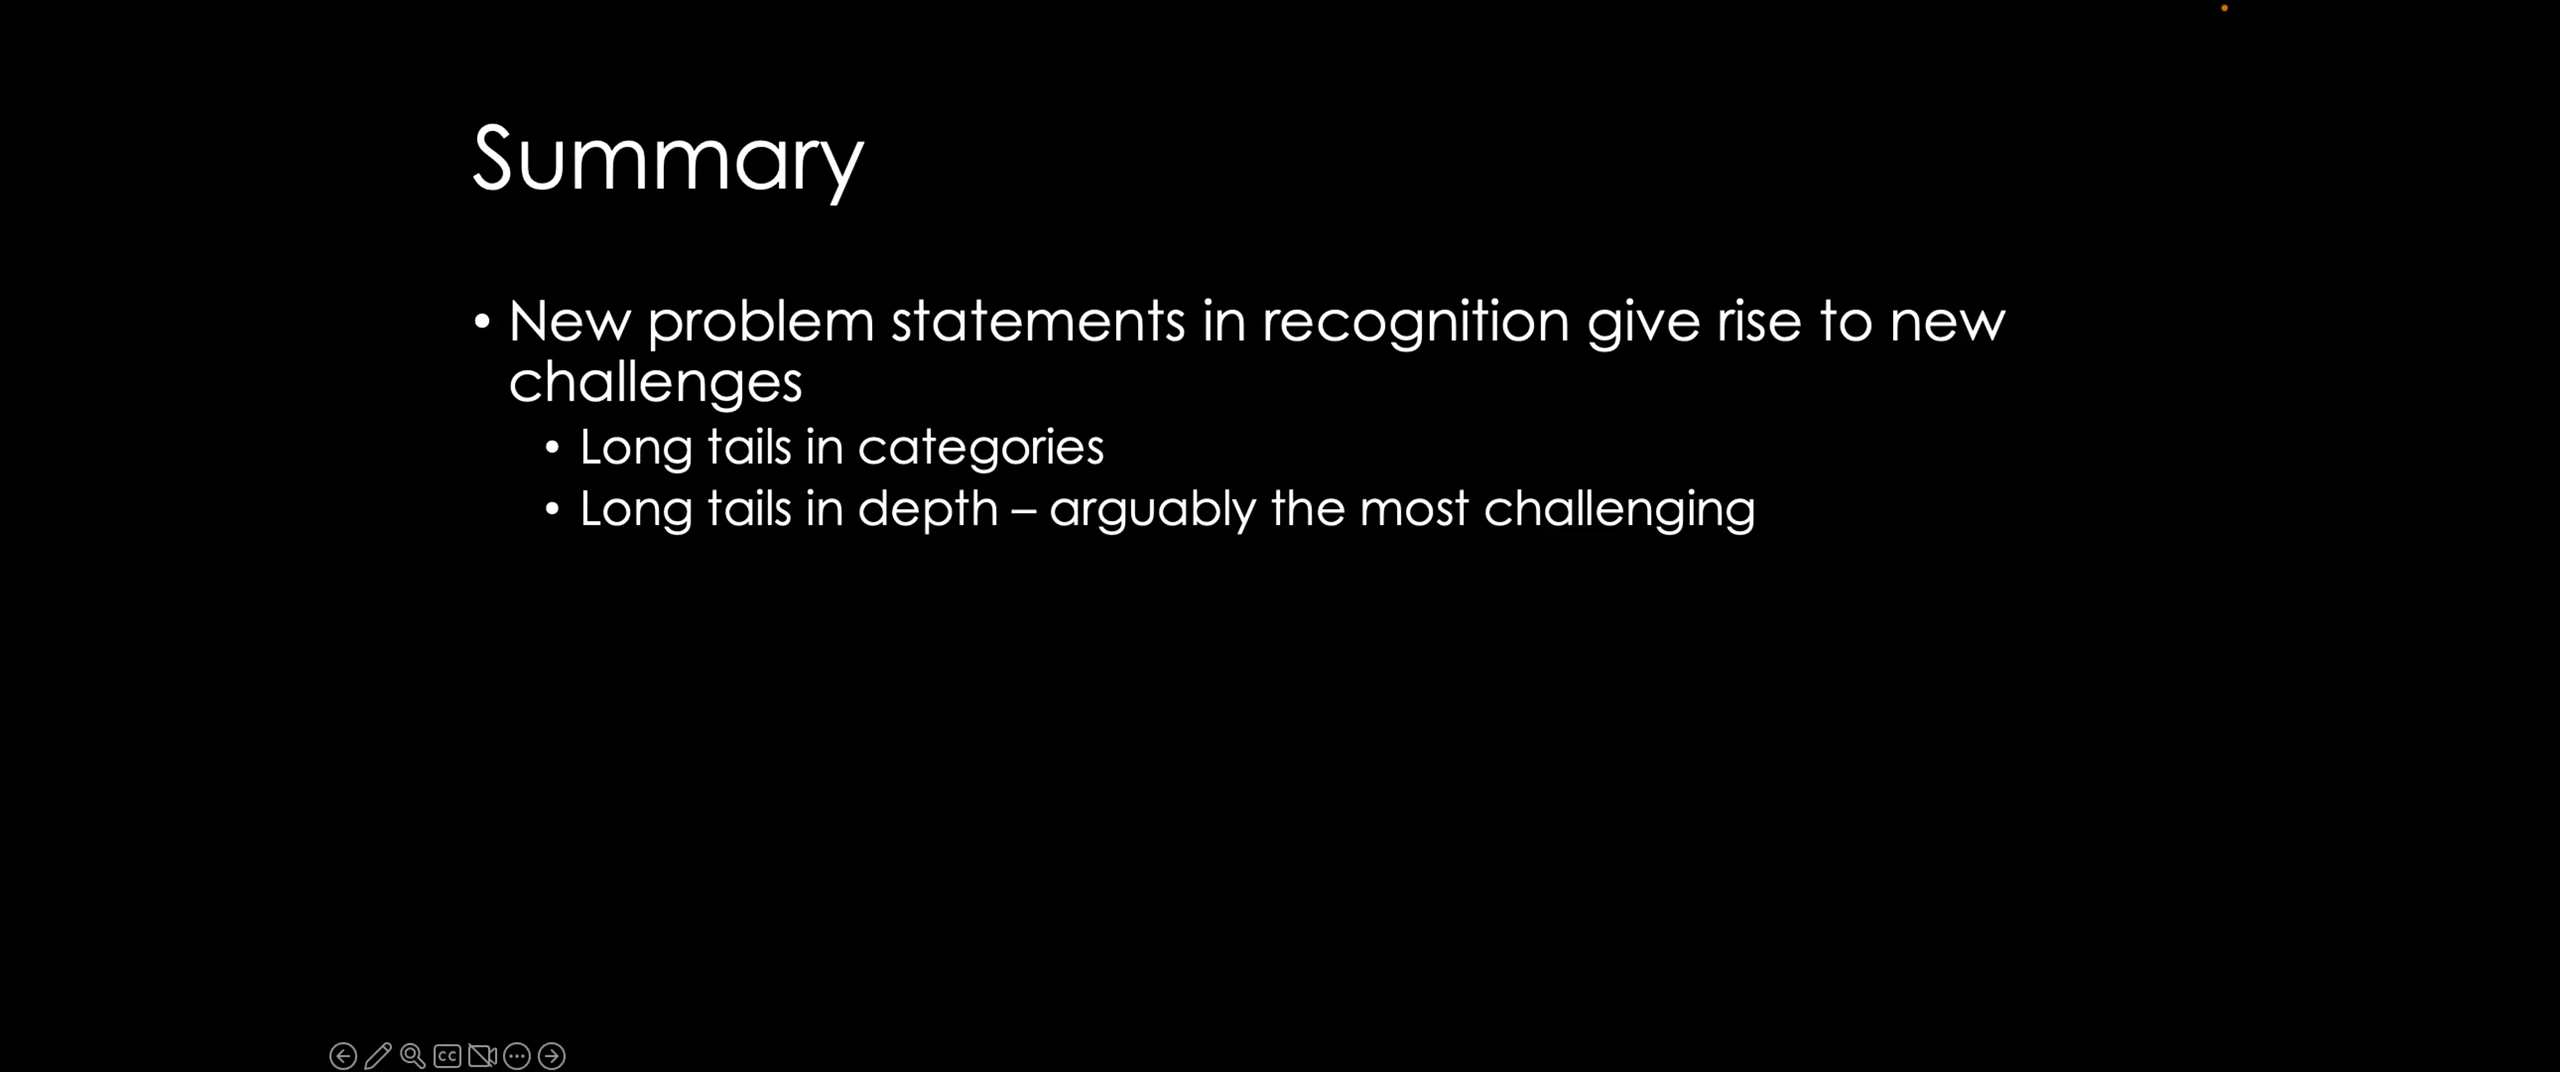 Summary
• New problem statements in recognition give rise to new
challenges
• Long tails in categories
• Long tails in depth – arguably the most challenging
CC